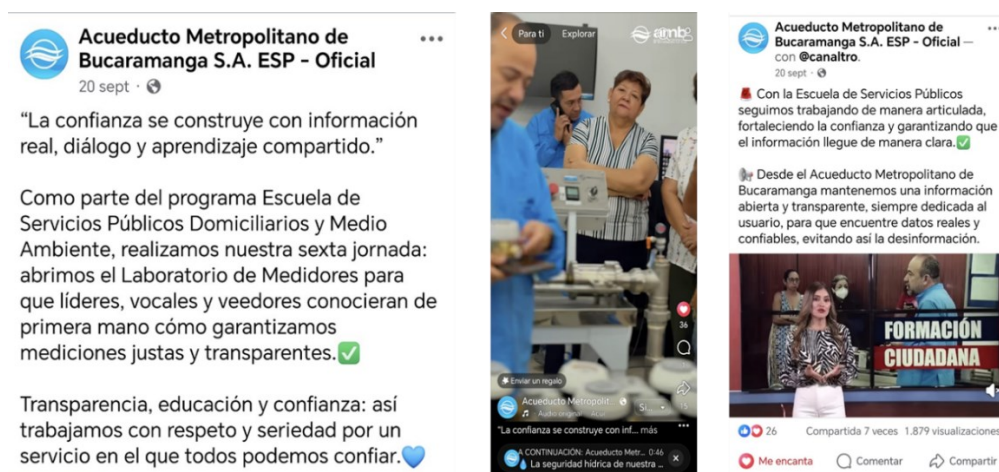 Acueducto Metropolitano de
Bucaramanga S.A. ESP - Oficial
20 sept ·
“La confianza se construye con información
real, diálogo y aprendizaje compartido.”
Como parte del programa Escuela de
Servicios Públicos Domiciliarios y Medio
Ambiente, realizamos nuestra sexta jornada:
abrimos el Laboratorio de Medidores para
que líderes, vocales y veedores conocieran de
primera mano cómo garantizamos
mediciones justas y transparentes.✅
Transparencia, educación y confianza: así
trabajamos con respeto y seriedad por un
servicio en el que todos podemos confiar.💙
Para ti
Explorar
amb
36
Enviar un regalo
Acueducto Metropolit...
Audio original
Si...
“La confianza se construye con inf... más
A CONTINUACIÓN: Acueducto Metr... 0:46
La seguridad hídrica de nuestra ...
Acueducto Metropolitano de
Bucaramanga S.A. ESP - Oficial —
con @canaltro.
20 sept ·
Con la Escuela de Servicios Públicos
seguimos trabajando de manera articulada,
fortaleciendo la confianza y garantizando que
el información llegue de manera clara.✅
Desde el Acueducto Metropolitano de
Bucaramanga mantenemos una información
abierta y transparente, siempre dedicada al
usuario, para que encuentre datos reales y
confiables, evitando así la desinformación.
FORMACIÓN
CIUDADANA
26
Compartida 7 veces 1.879 visualizaciones
Me encanta
Comentar
Compartir